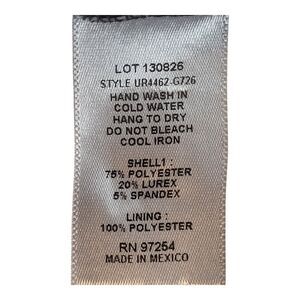 LOT 130826
STYLE UR4462-G726
HAND WASH IN
COLD WATER
HANG TO DRY
DO NOT BLEACH
COOL IRON
SHELL1 :
75% POLYESTER
20% LUREX
5% SPANDEX
LINING :
100% POLYESTER
RN 97254
MADE IN MEXICO